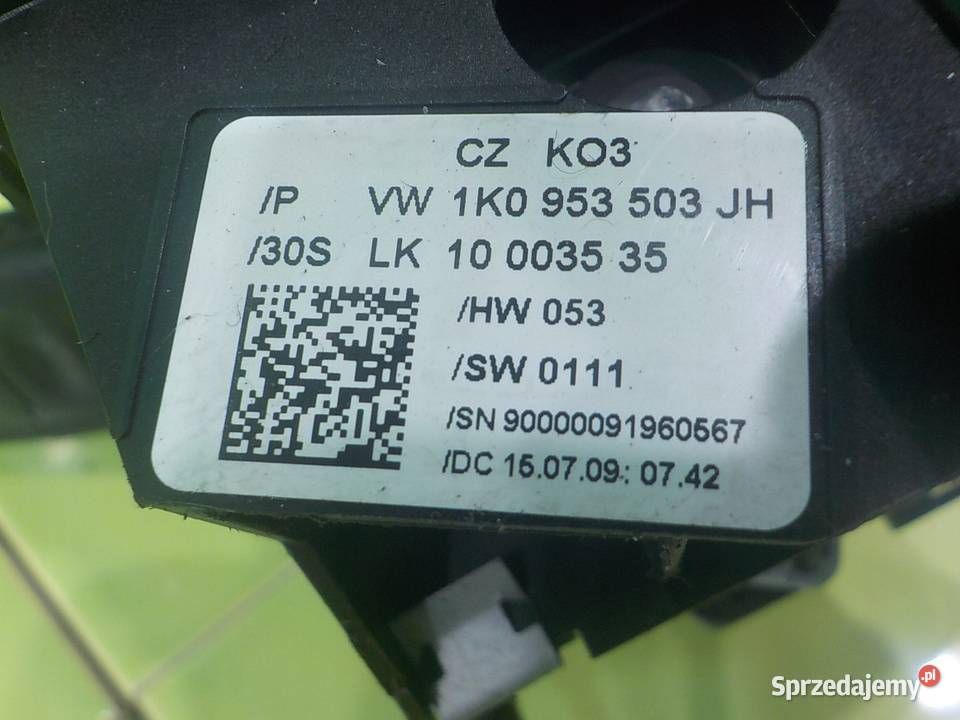 CZ KO3
/P VW 1K0 953 503 JH
/30S LK 10 0035 35
/HW 053
/SW 0111
/SN 90000091960567
/DC 15.07.09: 07.42
Sprzedajemy .pl